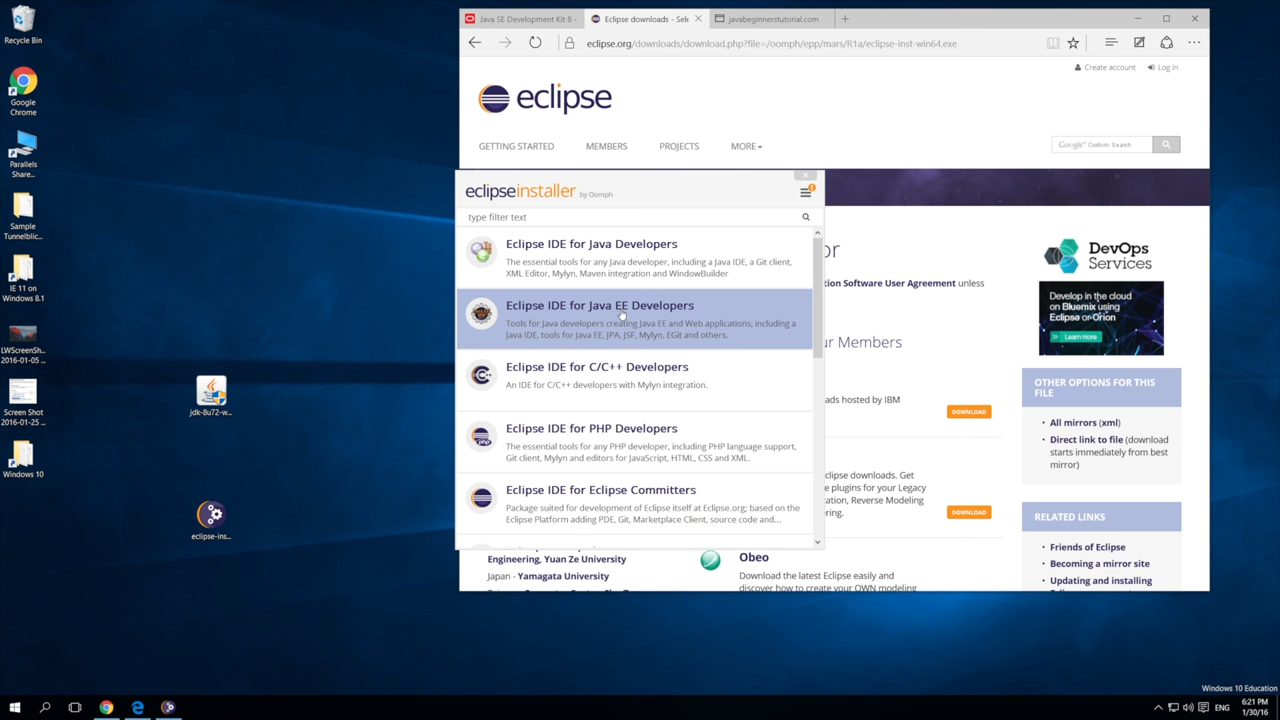 Recycle Bin
Google
Chrome
Parallels
Share...
Sample
Tunnelblic...
IE 11 on
Windows 8.1
LWScreenSh...
2016-01-05 ...
Screen Shot
2016-01-25 ...
Windows 10
jdk-8u72-w...
eclipse-ins...
Java SE Development Kit 8 -
Eclipse downloads - Sele
javabeginnerstutorial.com
eclipse.org/downloads/download.php?file=/oomph/epp/mars/R1a/eclipse-inst-win64.exe
Create account
Log in
eclipse
GETTING STARTED
MEMBERS
PROJECTS
MORE
Google™ Custom Search
eclipseinstaller by Oomph
type filter text
Eclipse IDE for Java Developers
The essential tools for any Java developer, including a Java IDE, a Git client,
XML Editor, Mylyn, Maven integration and WindowBuilder
Eclipse IDE for Java EE Developers
Tools for Java developers creating Java EE and Web applications, including a
Java IDE, tools for Java EE, JPA, JSF, Mylyn, EGit and others.
Eclipse IDE for C/C++ Developers
An IDE for C/C++ developers with Mylyn integration.
Eclipse IDE for PHP Developers
php
The essential tools for any PHP developer, including PHP language support,
Git client, Mylyn and editors for JavaScript, HTML, CSS and XML.
Eclipse IDE for Eclipse Committers
Package suited for development of Eclipse itself at Eclipse.org; based on the
Eclipse Platform adding PDE, Git, Marketplace Client, source code and...
or
tion Software User Agreement unless
ur Members
ads hosted by IBM
DOWNLOAD
clipse downloads. Get
e plugins for your Legacy
ation, Reverse Modeling
ring.
DOWNLOAD
Engineering, Yuan Ze University
Japan - Yamagata University
Obeo
Download the latest Eclipse easily and
discover how to create your OWN modeling
DevOps
Services
Develop in the cloud
on Bluemix using
Eclipse or Orion
Learn more
OTHER OPTIONS FOR THIS
FILE
All mirrors (xml)
Direct link to file (download
starts immediately from best
mirror)
RELATED LINKS
Friends of Eclipse
Becoming a mirror site
Updating and installing
Windows 10 Education
ENG
6:21 PM
1/30/16